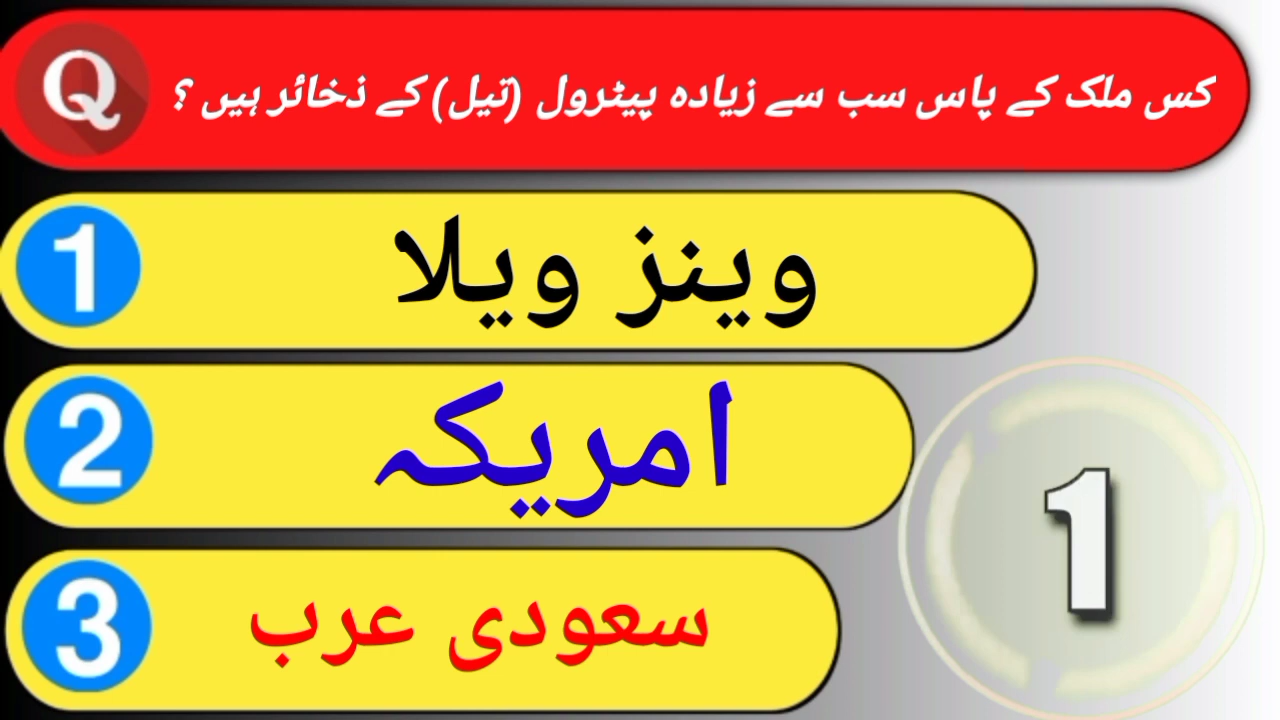 Q کس ملک کے پاس سب سے زیادہ پیٹرول (تیل) کے ذخائر ہیں ؟
1 وینز ویلا
2 امریکہ
3 سعودی عرب
1